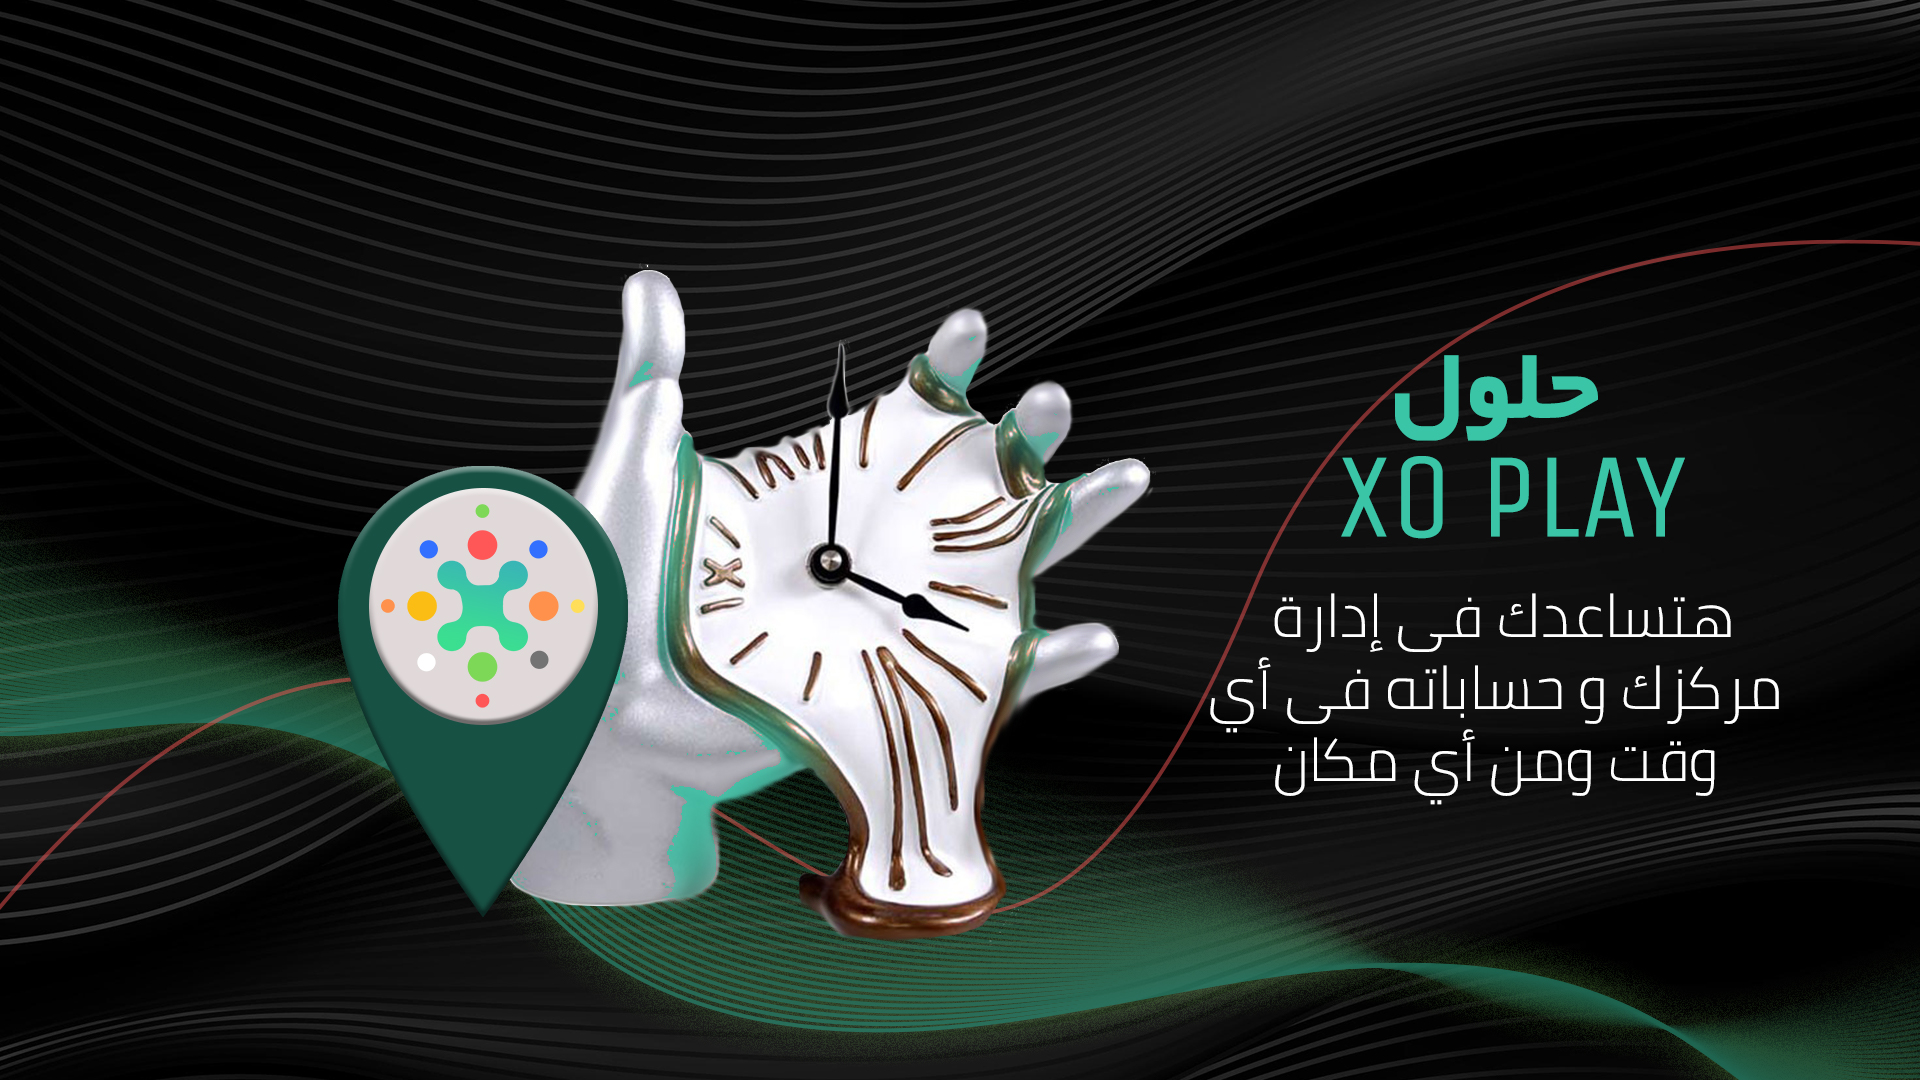 حلول
XO PLAY
هتساعدك فى إدارة
مركزك و حساباته فى أي
وقت ومن أي مكان